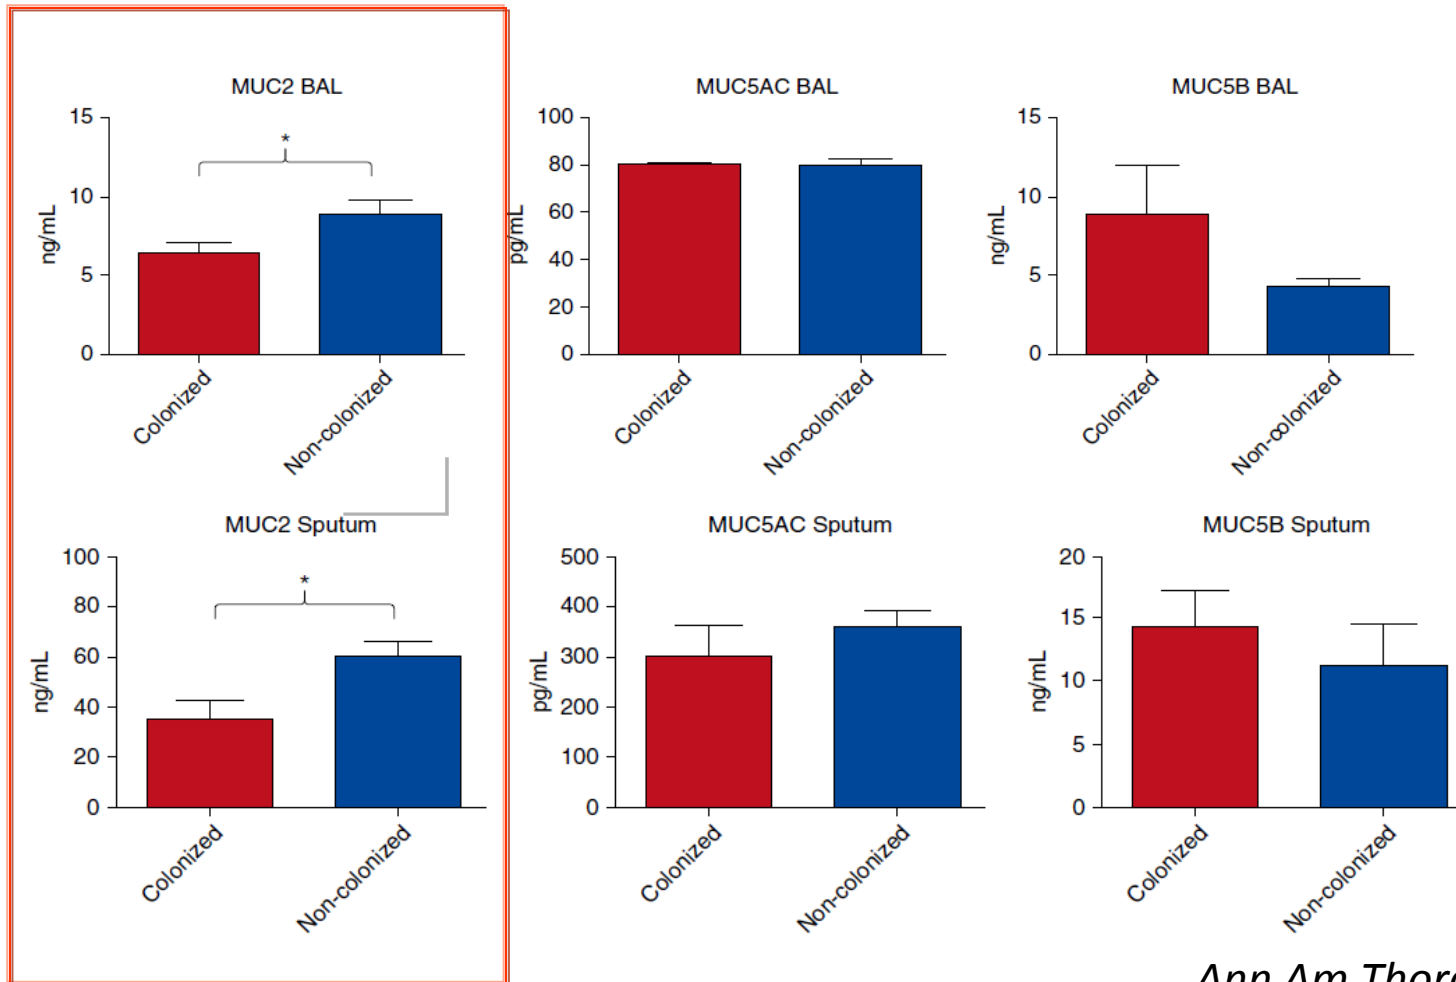 MUC2 BAL
15
10
5
0
ng/mL
*
Colonized
Non-colonized
MUC5AC BAL
100
80
60
40
20
0
pg/mL
Colonized
Non-colonized
MUC5B BAL
15
10
5
0
ng/mL
Colonized
Non-colonized
MUC2 Sputum
100
80
60
40
20
0
ng/mL
*
Colonized
Non-colonized
MUC5AC Sputum
500
400
300
200
100
0
pg/mL
Colonized
Non-colonized
MUC5B Sputum
20
15
10
5
0
ng/mL
Colonized
Non-colonized
Ann Am